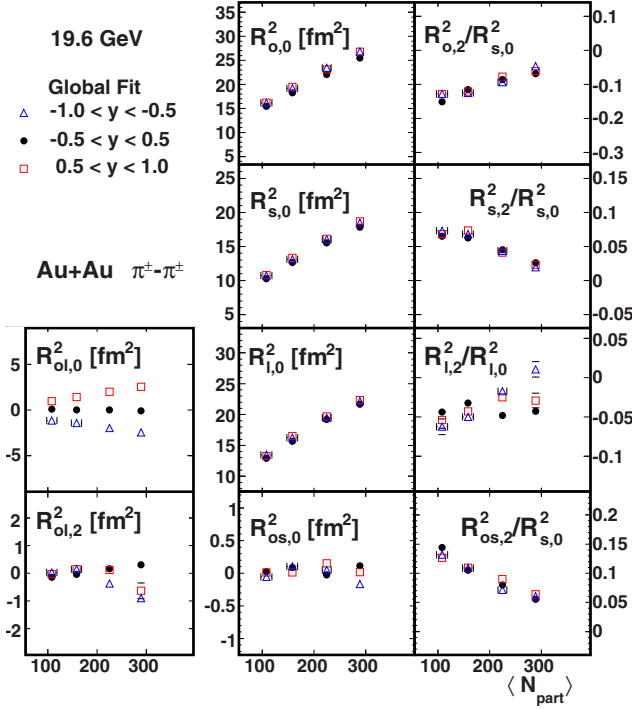 19.6 GeV
Global Fit
-1.0 < y < -0.5
-0.5 < y < 0.5
0.5 < y < 1.0
Au+Au π±-π±
R²o,0 [fm²]
35
30
25
20
15
10
5
R²o,2/R²s,0
0.1
0
-0.1
-0.2
-0.3
R²s,0 [fm²]
25
20
15
10
5
R²s,2/R²s,0
0.1
0.05
0
-0.05
R²ol,0 [fm²]
5
0
-5
R²l,0 [fm²]
30
25
20
15
10
R²l,2/R²l,0
0.05
0
-0.05
-0.1
R²ol,2 [fm²]
2
1
0
-1
-2
R²os,0 [fm²]
1
0.5
0
-0.5
-1
R²os,2/R²s,0
0.2
0.15
0.1
0.05
0
100 200 300
100 200 300
100 200 300
⟨ Npart ⟩